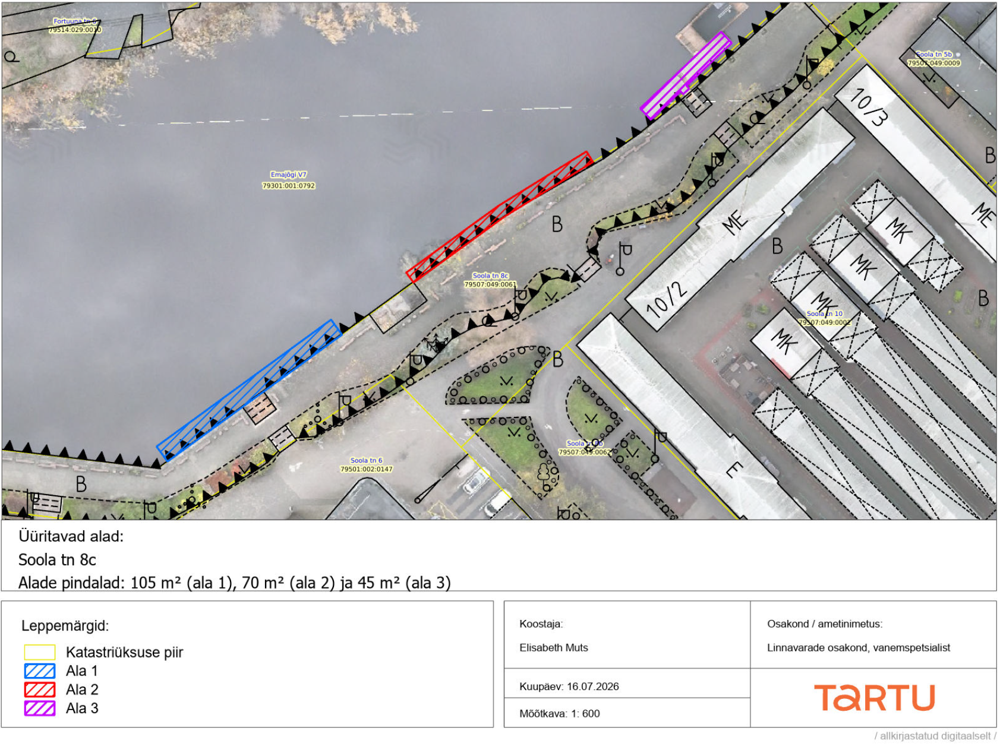 Fortuuna tn 6
79514:029:0010
Soola tn 5b
79507:049:0009
10/3
Emajõgi V7
79301:001:0792
B
ME
ME
B
MK
B
MK
Soola tn 8c
79507:049:0061
10/2
MK
B
Soola tn 10
79507:049:0002
MK
B
Soola tn 6
79501:002:0147
79507:049:0062
B
E
Üüritavad alad:
Soola tn 8c
Alade pindalad: 105 m² (ala 1), 70 m² (ala 2) ja 45 m² (ala 3)
Leppemärgid:
Katastriüksuse piir
Ala 1
Ala 2
Ala 3
Koostaja:
Elisabeth Muts
Osakond / ametinimetus:
Linnavarade osakond, vanemspetsialist
Kuupäev: 16.07.2026
Mõõtkava: 1: 600
TARTU
/ allkirjastatud digitaalselt /